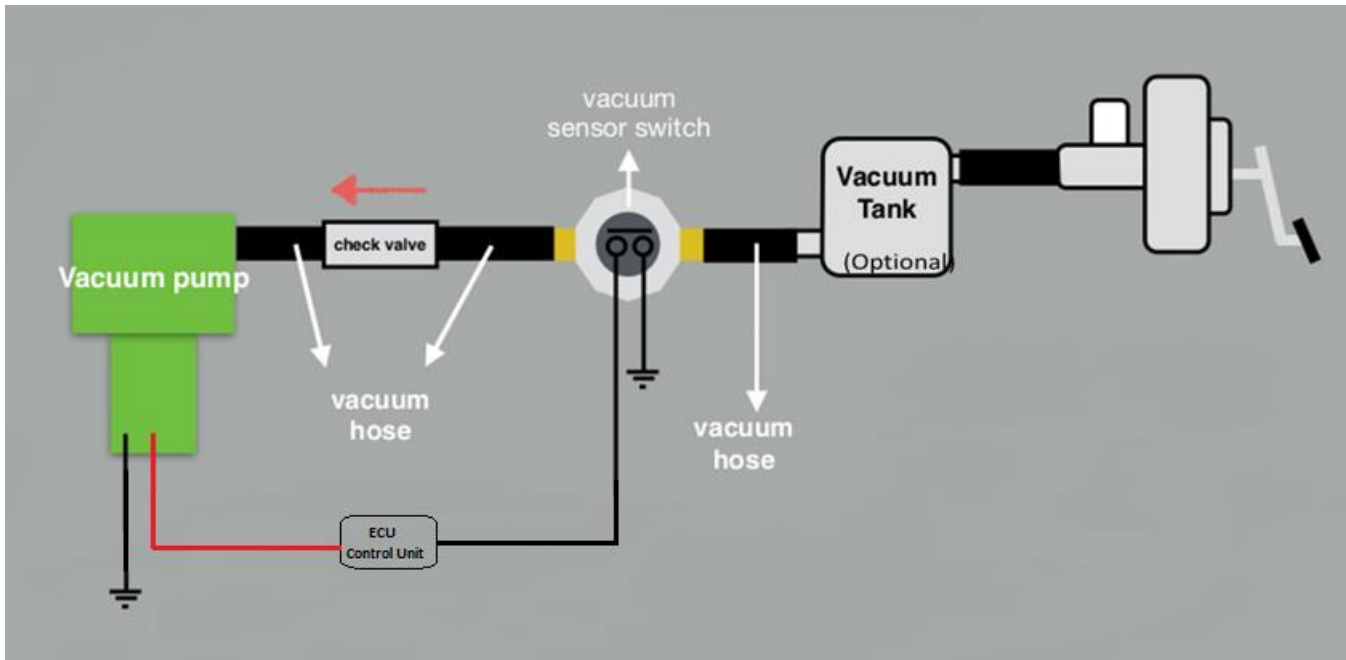 vacuum
sensor switch
Vacuum
Tank
(Optional)
check valve
Vacuum pump
vacuum
hose
vacuum
hose
ECU
Control Unit